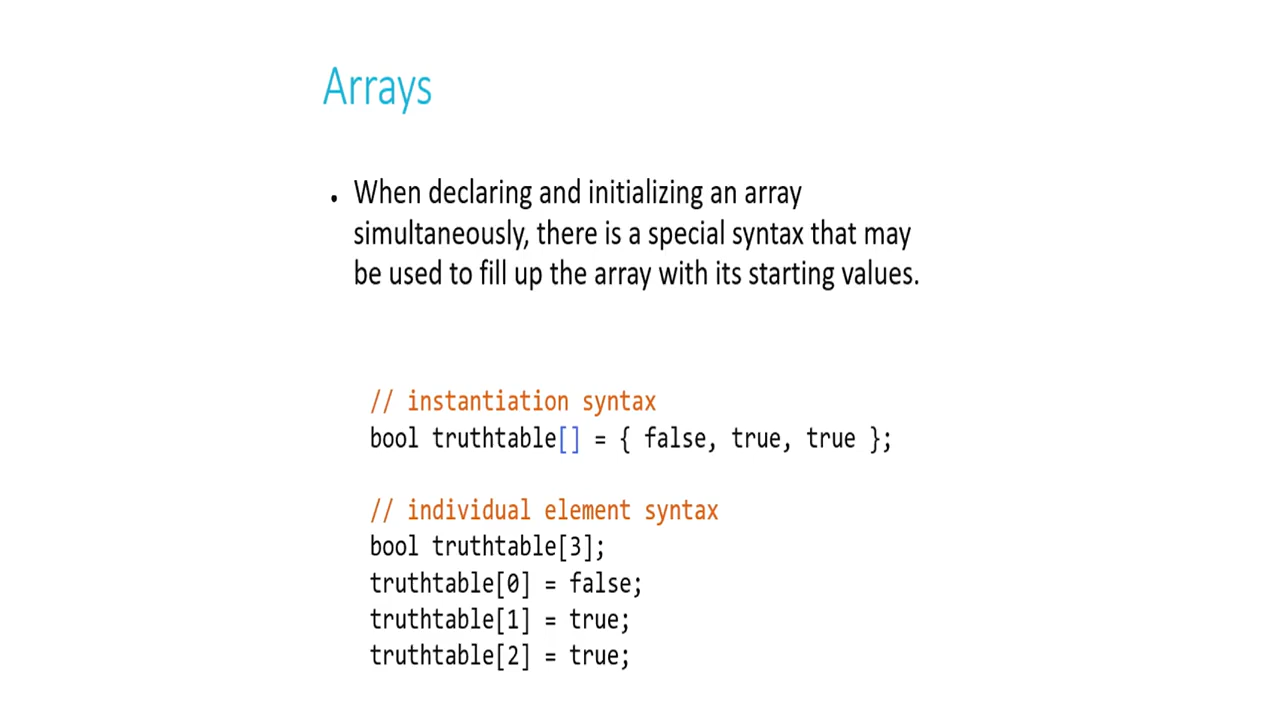 Arrays
• When declaring and initializing an array
simultaneously, there is a special syntax that may
be used to fill up the array with its starting values.
// instantiation syntax
bool truthtable[] = { false, true, true };
// individual element syntax
bool truthtable[3];
truthtable[0] = false;
truthtable[1] = true;
truthtable[2] = true;